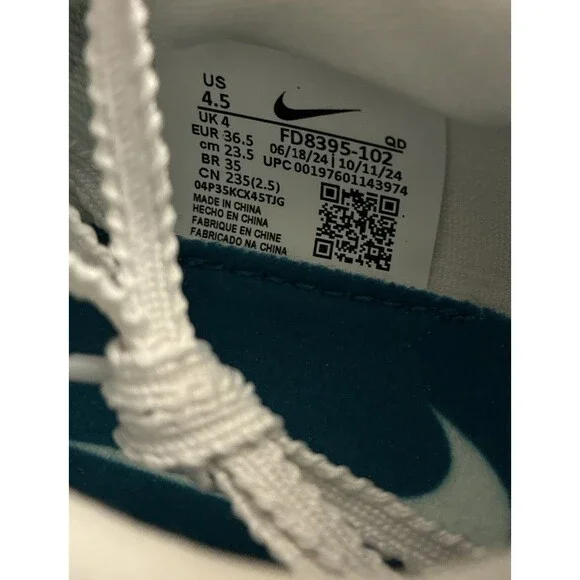 US
4.5
UK 4
EUR 36.5
cm 23.5
BR 35
CN 235(2.5)
04P35KCX45TJG
MADE IN CHINA
HECHO EN CHINA
FABRIQUE EN CHINE
FABRICADO NA CHINA
QD
FD8395-102
06/18/24 | 10/11/24
UPC 00197601143974